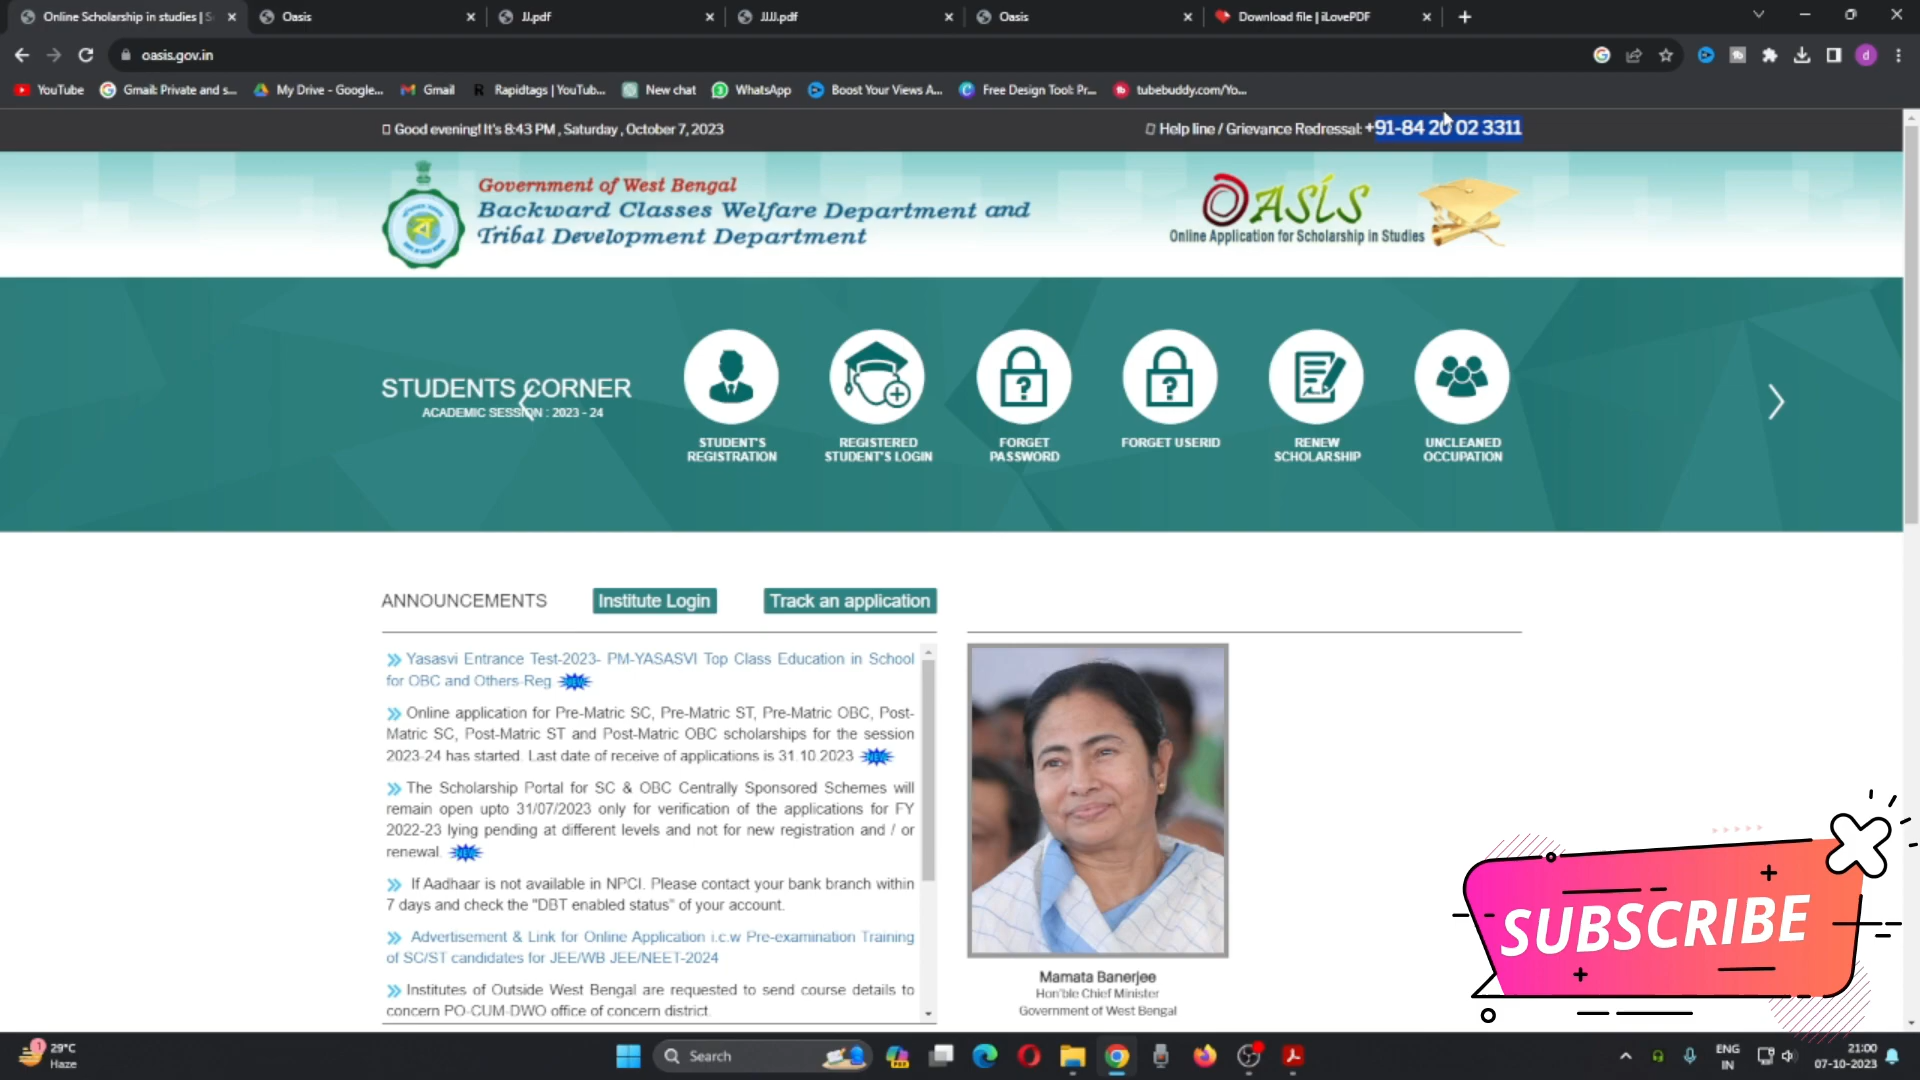 Online Scholarship in studies | S
Oasis
JJ.pdf
JJJJ.pdf
Oasis
Download file | iLovePDF
oasis.gov.in
d
YouTube
Gmail: Private and s...
My Drive - Google...
Gmail
Rapidtags | YouTub...
New chat
WhatsApp
Boost Your Views A...
Free Design Tool: Pr...
tubebuddy.com/Yo...
Good evening! It's 8:43 PM , Saturday , October 7, 2023
Help line / Grievance Redressal: +91-84 20 02 3311
Government of West Bengal
Backward Classes Welfare Department and
Tribal Development Department
OASIS
Online Application for Scholarship in Studies
STUDENTS CORNER
ACADEMIC SESSION : 2023 - 24
STUDENT'S
REGISTRATION
REGISTERED
STUDENT'S LOGIN
FORGET
PASSWORD
FORGET USERID
RENEW
SCHOLARSHIP
UNCLEANED
OCCUPATION
ANNOUNCEMENTS
Institute Login
Track an application
Yasasvi Entrance Test-2023- PM-YASASVI Top Class Education in School
for OBC and Others-Reg
Online application for Pre-Matric SC, Pre-Matric ST, Pre-Matric OBC, Post-
Matric SC, Post-Matric ST and Post-Matric OBC scholarships for the session
2023-24 has started. Last date of receive of applications is 31.10.2023
The Scholarship Portal for SC & OBC Centrally Sponsored Schemes will
remain open upto 31/07/2023 only for verification of the applications for FY
2022-23 lying pending at different levels and not for new registration and / or
renewal.
If Aadhaar is not available in NPCI. Please contact your bank branch within
7 days and check the "DBT enabled status" of your account.
Advertisement & Link for Online Application i.c.w Pre-examination Training
of SC/ST candidates for JEE/WB JEE/NEET-2024
Institutes of Outside West Bengal are requested to send course details to
concern PO-CUM-DWO office of concern district.
Mamata Banerjee
Hon'ble Chief Minister
Government of West Bengal
SUBSCRIBE
1
29°C
Haze
Search
ENG
IN
21:00
07-10-2023